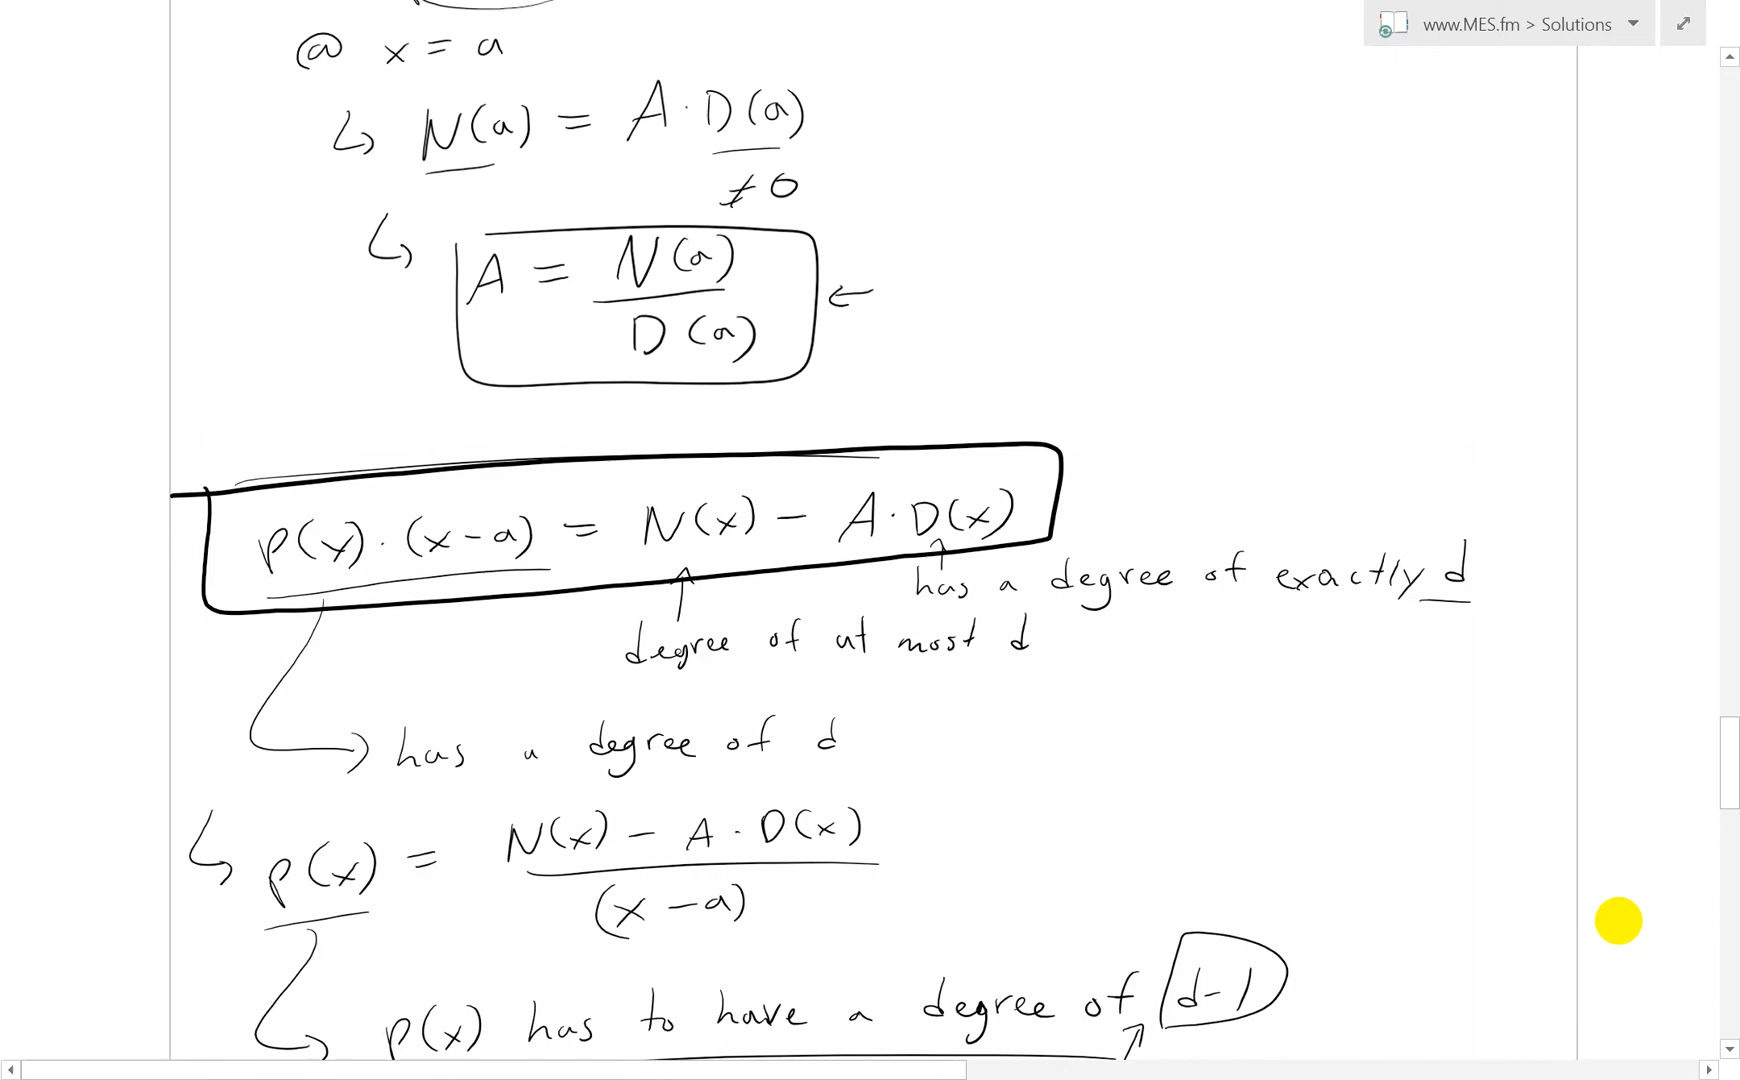 www.MES.fm > Solutions
@ x = a
↳ N(a) = A · D(a)
≠ 0
↳ A = N(a) / D(a) ←
P(x) · (x - a) = N(x) - A · D(x)
has a degree of exactly d
degree of at most d
has a degree of d
↳ P(x) = N(x) - A · D(x) / (x - a)
P(x) has to have a degree of d-1